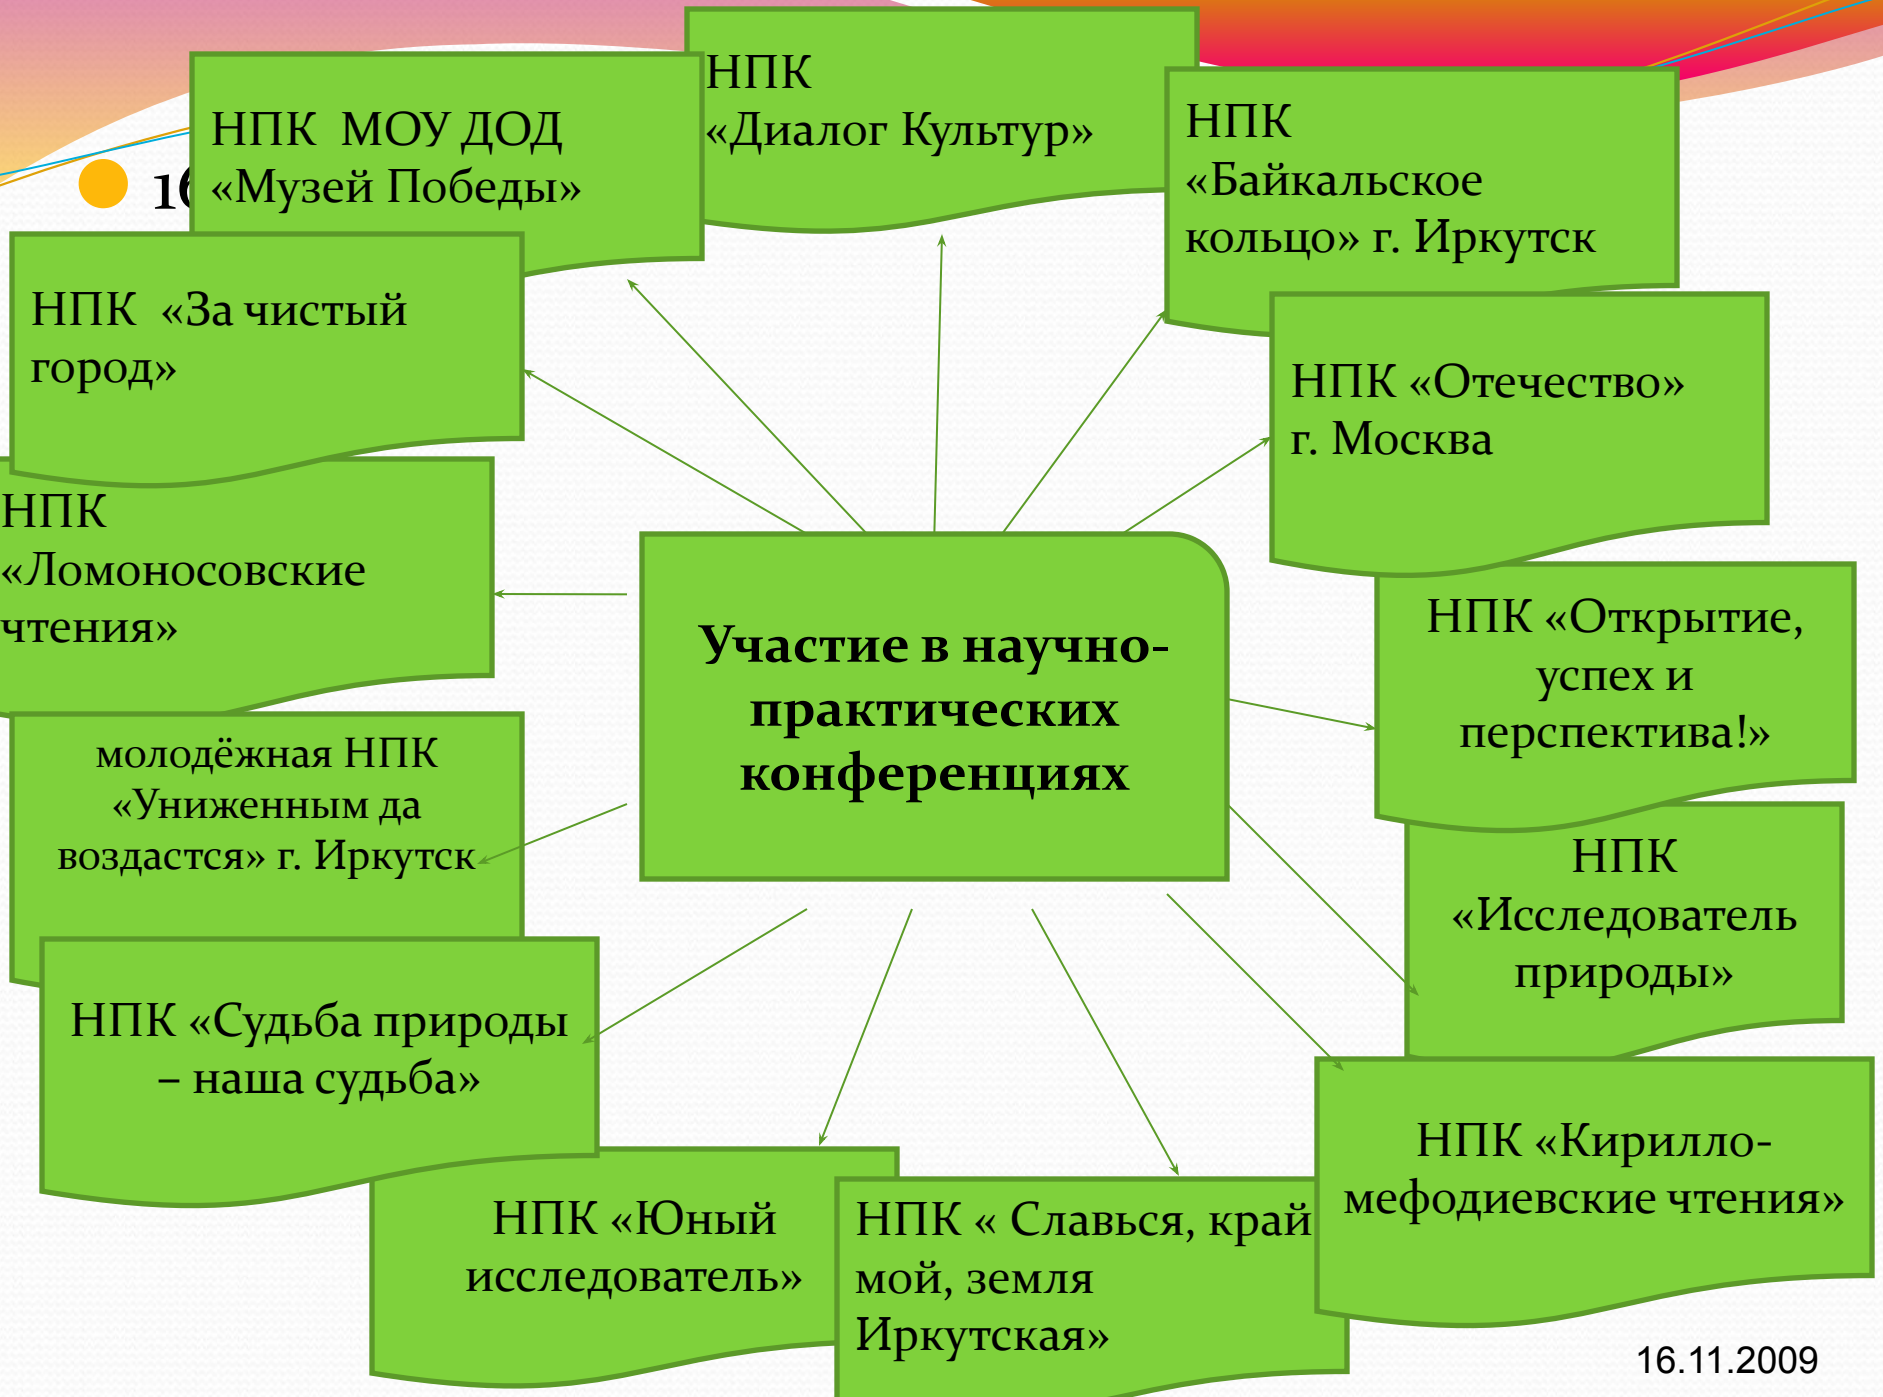 НПК
«Диалог Культур»
НПК  МОУ ДОД
«Музей Победы»
НПК
«Байкальское
кольцо» г. Иркутск
НПК  «За чистый
город»
НПК «Отечество»
г. Москва
НПК
«Ломоносовские
чтения»
Участие в научно-
практических
конференциях
НПК «Открытие,
успех и
перспектива!»
молодёжная НПК
«Униженным да
воздастся» г. Иркутск
НПК
«Исследователь
природы»
НПК «Судьба природы
– наша судьба»
НПК «Кирилло-
мефодиевские чтения»
НПК «Юный
исследователь»
НПК « Славься, край
мой, земля
Иркутская»
16.11.2009